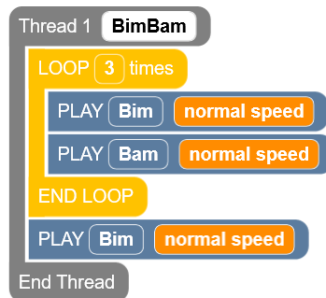 Thread 1 BimBam
LOOP 3 times
PLAY Bim normal speed
PLAY Bam normal speed
END LOOP
PLAY Bim normal speed
End Thread